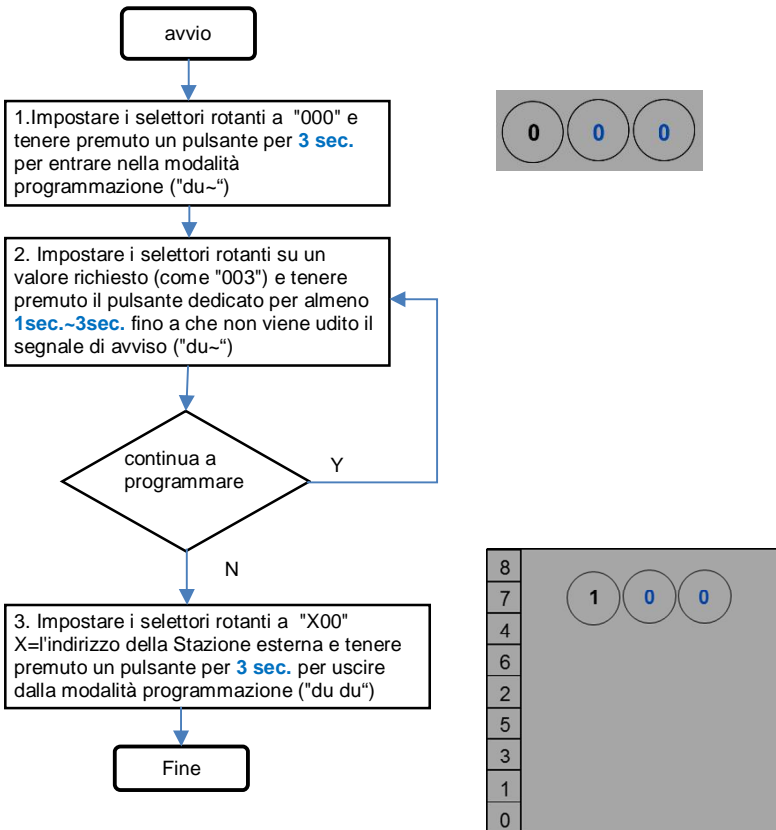 avvio
1.Impostare i selettori rotanti a "000" e
tenere premuto un pulsante per 3 sec.
per entrare nella modalità
programmazione ("du~“)
0 0 0
2. Impostare i selettori rotanti su un
valore richiesto (come "003") e tenere
premuto il pulsante dedicato per almeno
1sec.~3sec. fino a che non viene udito il
segnale di avviso ("du~“)
continua a
programmare
Y
N
3. Impostare i selettori rotanti a "X00"
X=l'indirizzo della Stazione esterna e tenere
premuto un pulsante per 3 sec. per uscire
dalla modalità programmazione ("du du“)
Fine
8
7
4
6
2
5
3
1
0
1 0 0